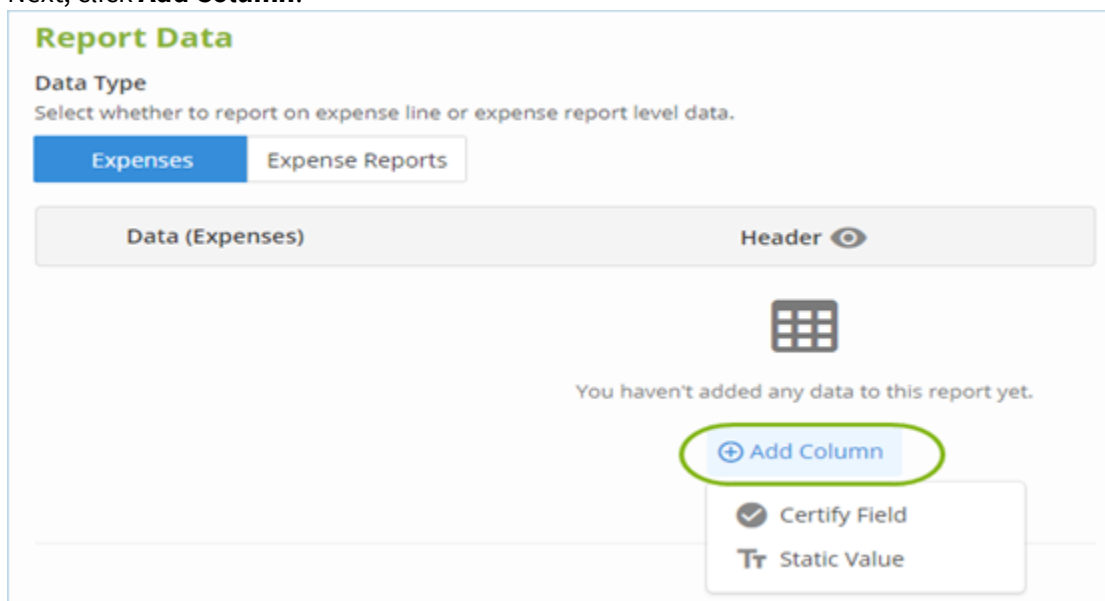 Next, click Add Column.
Report Data
Data Type
Select whether to report on expense line or expense report level data.
Expenses Expense Reports
Data (Expenses) Header
You haven't added any data to this report yet.
Add Column
Certify Field
Tт Static Value